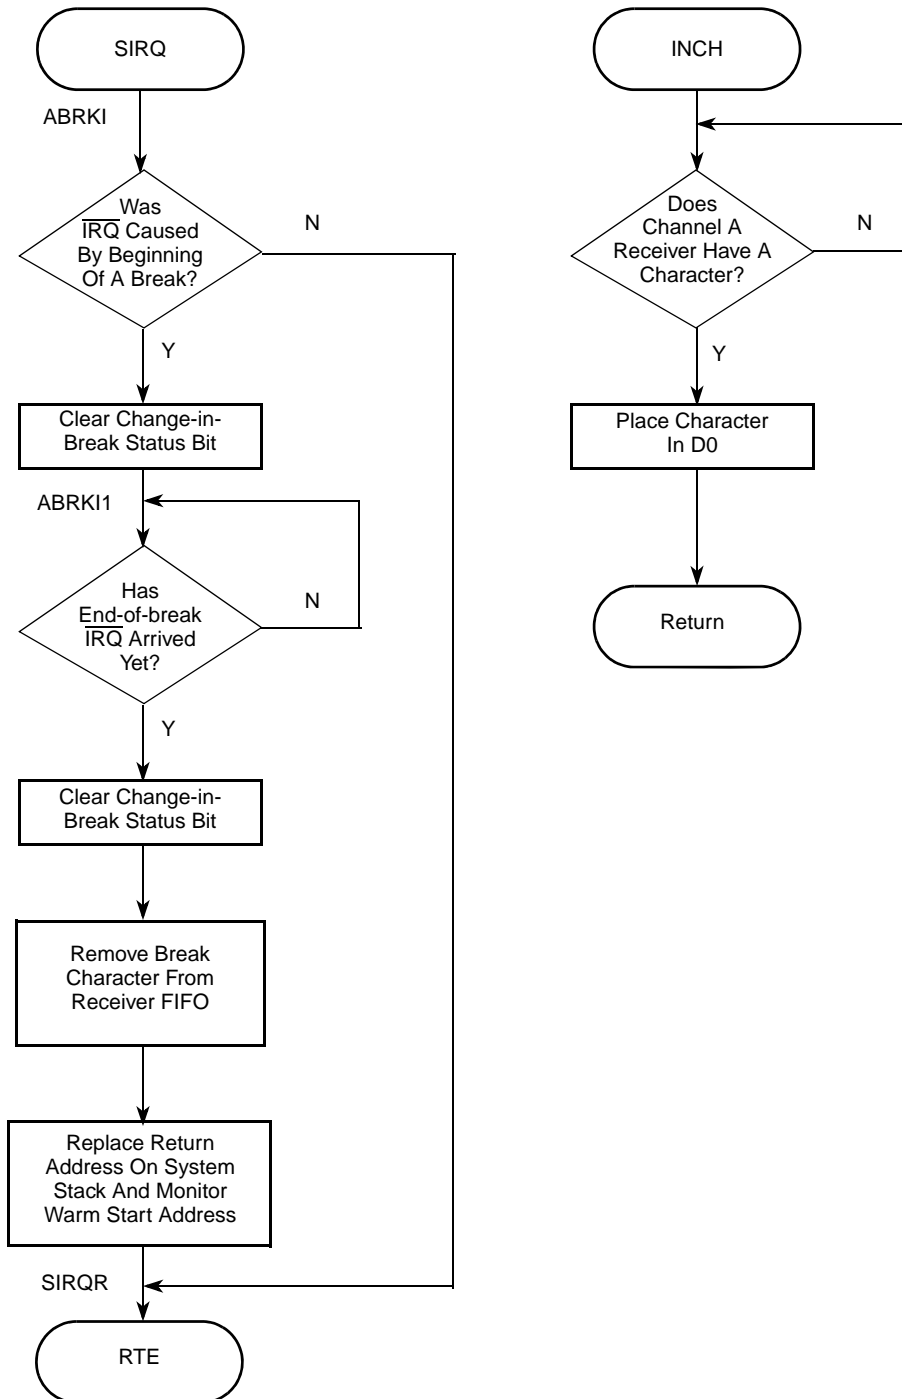 SIRQ
ABRKI
Was
IRQ Caused
By Beginning
Of A Break?
N
Y
Clear Change-in-
Break Status Bit
ABRKI1
Has
End-of-break
IRQ Arrived
Yet?
N
Y
Clear Change-in-
Break Status Bit
Remove Break
Character From
Receiver FIFO
Replace Return
Address On System
Stack And Monitor
Warm Start Address
SIRQR
RTE
INCH
Does
Channel A
Receiver Have A
Character?
N
Y
Place Character
In D0
Return